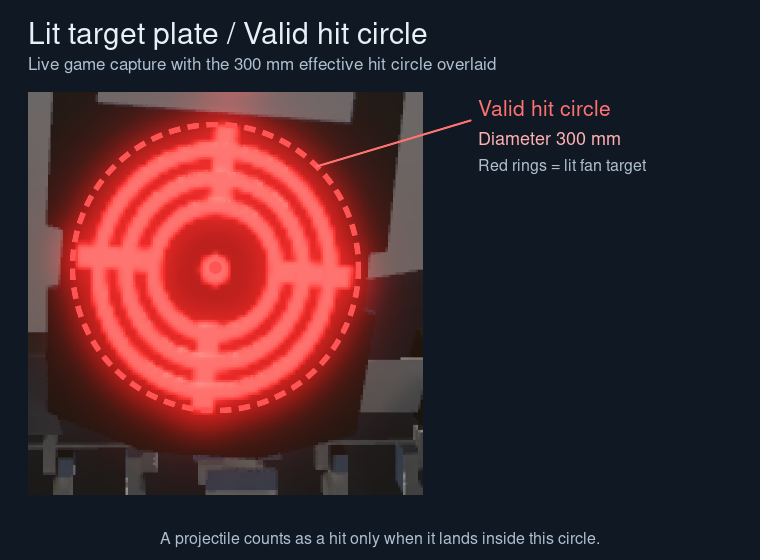 Lit target plate / Valid hit circle
Live game capture with the 300 mm effective hit circle overlaid
Valid hit circle
Diameter 300 mm
Red rings = lit fan target
A projectile counts as a hit only when it lands inside this circle.